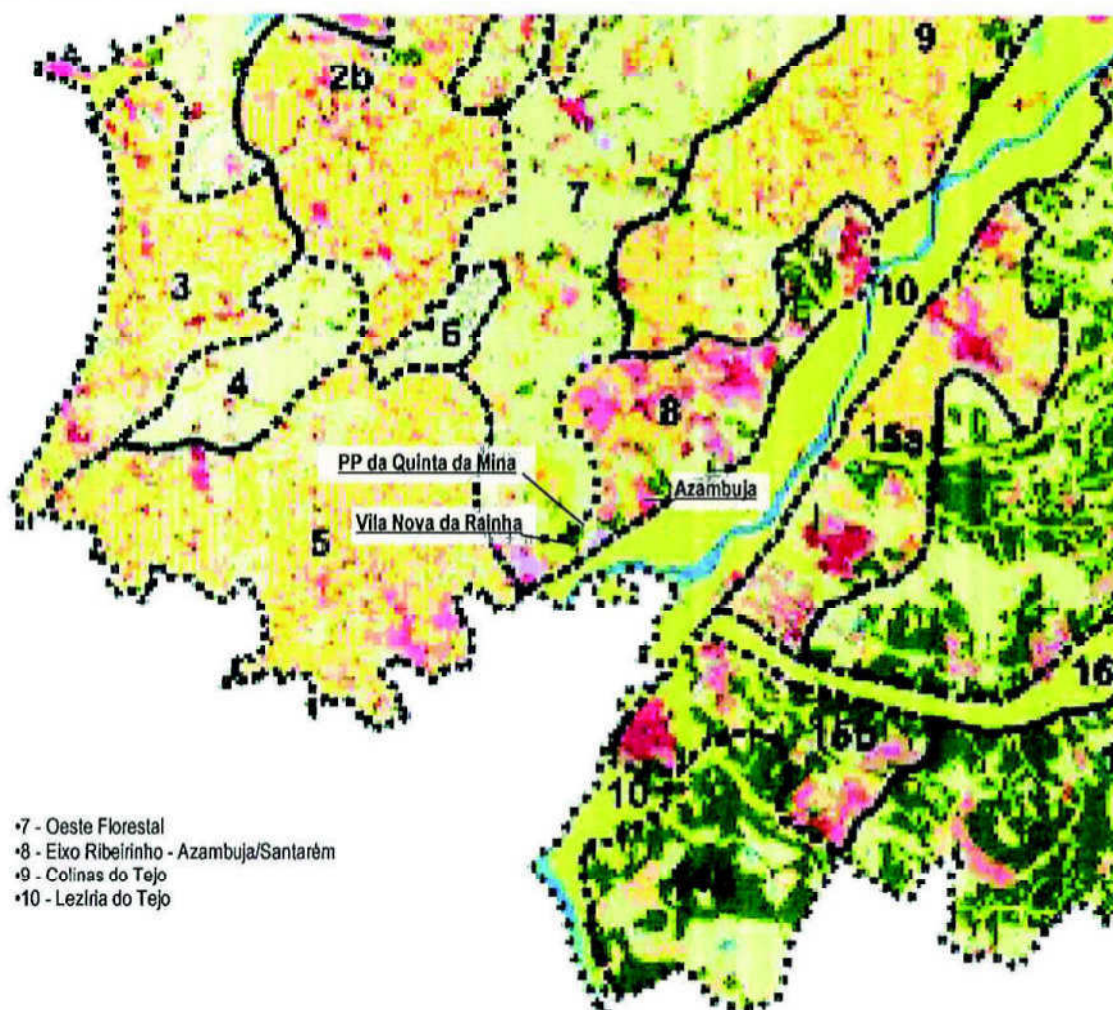 2b
9
7
3
10
6
4
8
15a
PP da Quinta da Mina
Azambuja
Vila Nova da Rainha
5
16
15b
10
•7 - Oeste Florestal
•8 - Eixo Ribeirinho - Azambuja/Santarém
•9 - Colinas do Tejo
•10 - Lezíria do Tejo